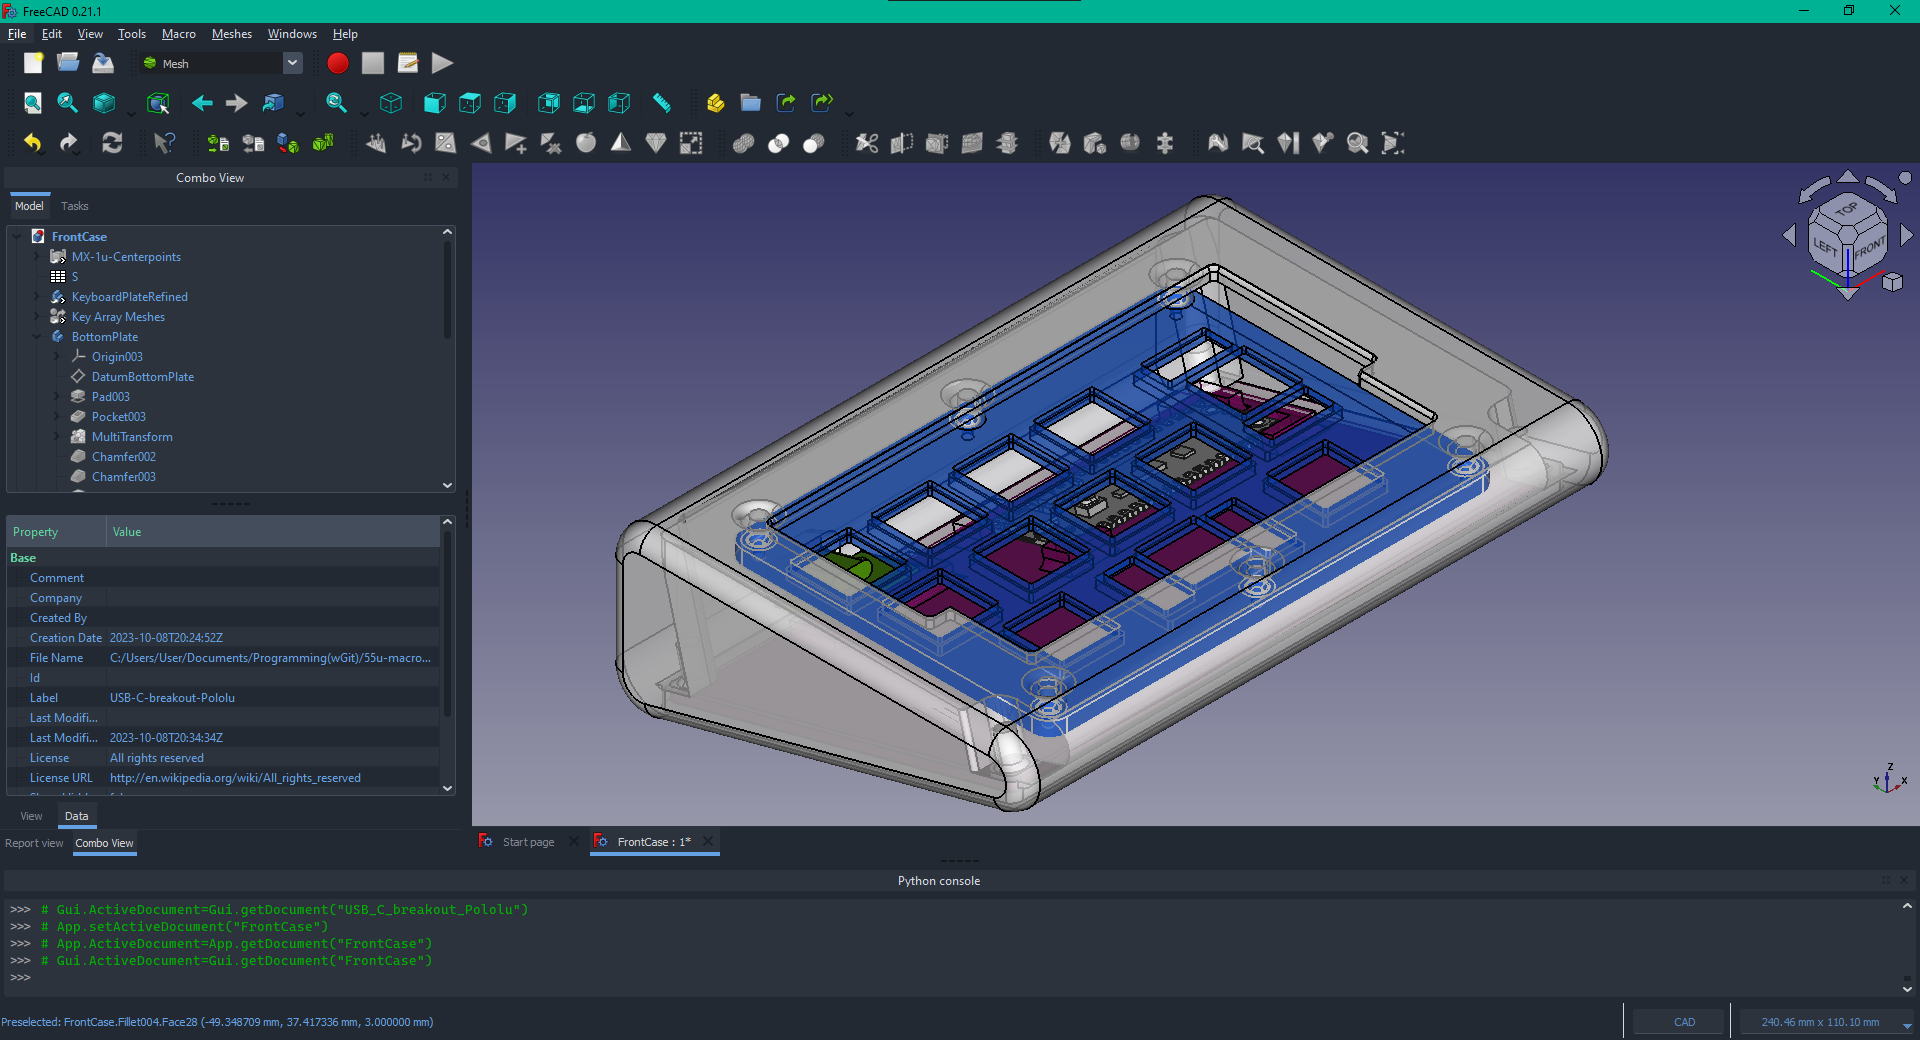 FreeCAD 0.21.1
File Edit View Tools Macro Meshes Windows Help
Mesh
Combo View
Model Tasks
FrontCase
MX-1u-Centerpoints
S
KeyboardPlateRefined
Key Array Meshes
BottomPlate
Origin003
DatumBottomPlate
Pad003
Pocket003
MultiTransform
Chamfer002
Chamfer003
Property Value
Base
Comment
Company
Created By
Creation Date 2023-10-08T20:24:52Z
File Name C:/Users/User/Documents/Programming(wGit)/55u-macro...
Id
Label USB-C-breakout-Pololu
Last Modifi...
Last Modifi... 2023-10-08T20:34:34Z
License All rights reserved
License URL http://en.wikipedia.org/wiki/All_rights_reserved
View Data
Report view Combo View
TOP
LEFT FRONT
Z
Y X
Start page FrontCase : 1*
Python console
>>> # Gui.ActiveDocument=Gui.getDocument("USB_C_breakout_Pololu")
>>> # App.setActiveDocument("FrontCase")
>>> # App.ActiveDocument=App.getDocument("FrontCase")
>>> # Gui.ActiveDocument=Gui.getDocument("FrontCase")
>>>
Preselected: FrontCase.Fillet004.Face28 (-49.348709 mm, 37.417336 mm, 3.000000 mm)
CAD
240.46 mm x 110.10 mm